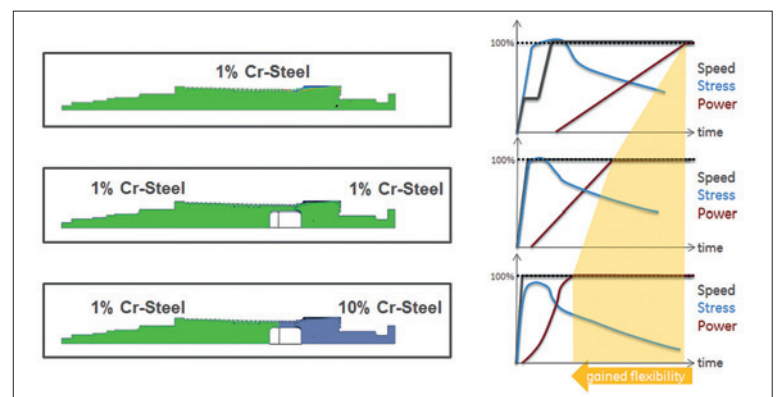 1% Cr-Steel
100%
Speed
Stress
Power
time
1% Cr-Steel 1% Cr-Steel
100%
Speed
Stress
Power
time
1% Cr-Steel 10% Cr-Steel
100%
Speed
Stress
Power
time
gained flexibility